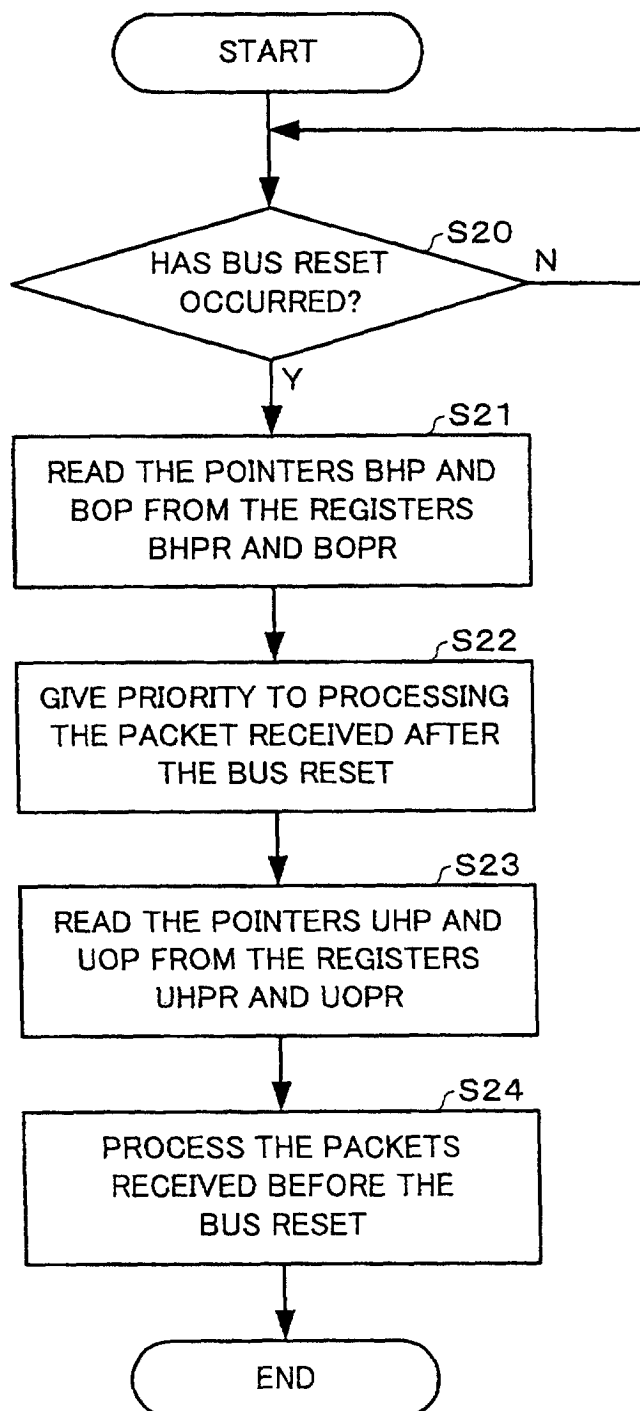 START
S20
HAS BUS RESET
OCCURRED?
N
Y
S21
READ THE POINTERS BHP AND
BOP FROM THE REGISTERS
BHPR AND BOPR
S22
GIVE PRIORITY TO PROCESSING
THE PACKET RECEIVED AFTER
THE BUS RESET
S23
READ THE POINTERS UHP AND
UOP FROM THE REGISTERS
UHPR AND UOPR
S24
PROCESS THE PACKETS
RECEIVED BEFORE THE
BUS RESET
END